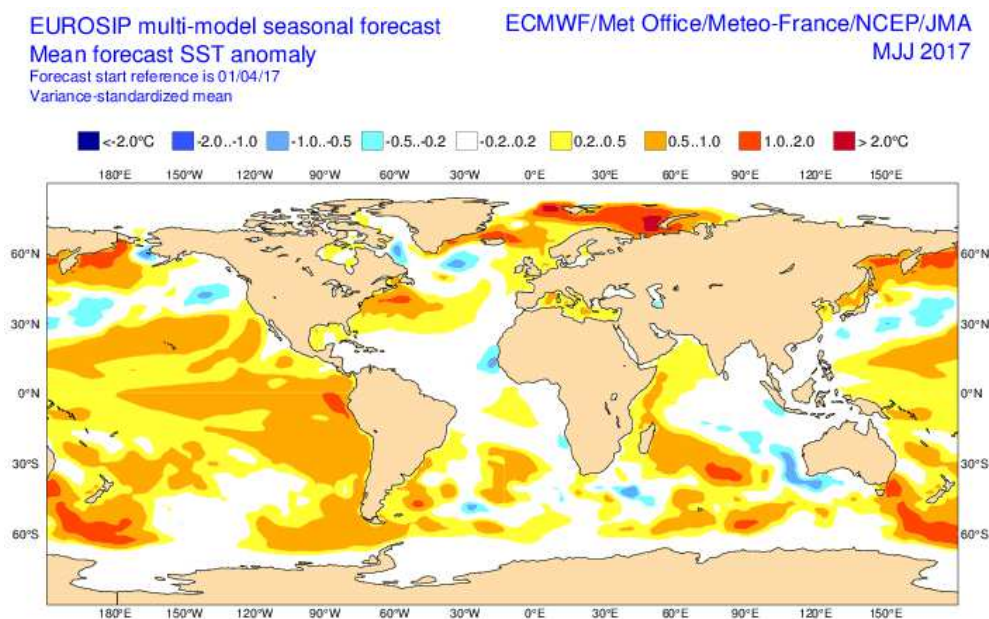 EUROSIP multi-model seasonal forecast
Mean forecast SST anomaly
Forecast start reference is 01/04/17
Variance-standardized mean
ECMWF/Met Office/Meteo-France/NCEP/JMA
MJJ 2017
<-2.0°C -2.0..-1.0 -1.0..-0.5 -0.5..-0.2 -0.2..0.2 0.2..0.5 0.5..1.0 1.0..2.0 > 2.0°C
180°E 150°W 120°W 90°W 60°W 30°W 0°E 30°E 60°E 90°E 120°E 150°E
60°N 60°N
30°N 30°N
0°N 0°N
30°S 30°S
60°S 60°S
180°E 150°W 120°W 90°W 60°W 30°W 0°E 30°E 60°E 90°E 120°E 150°E